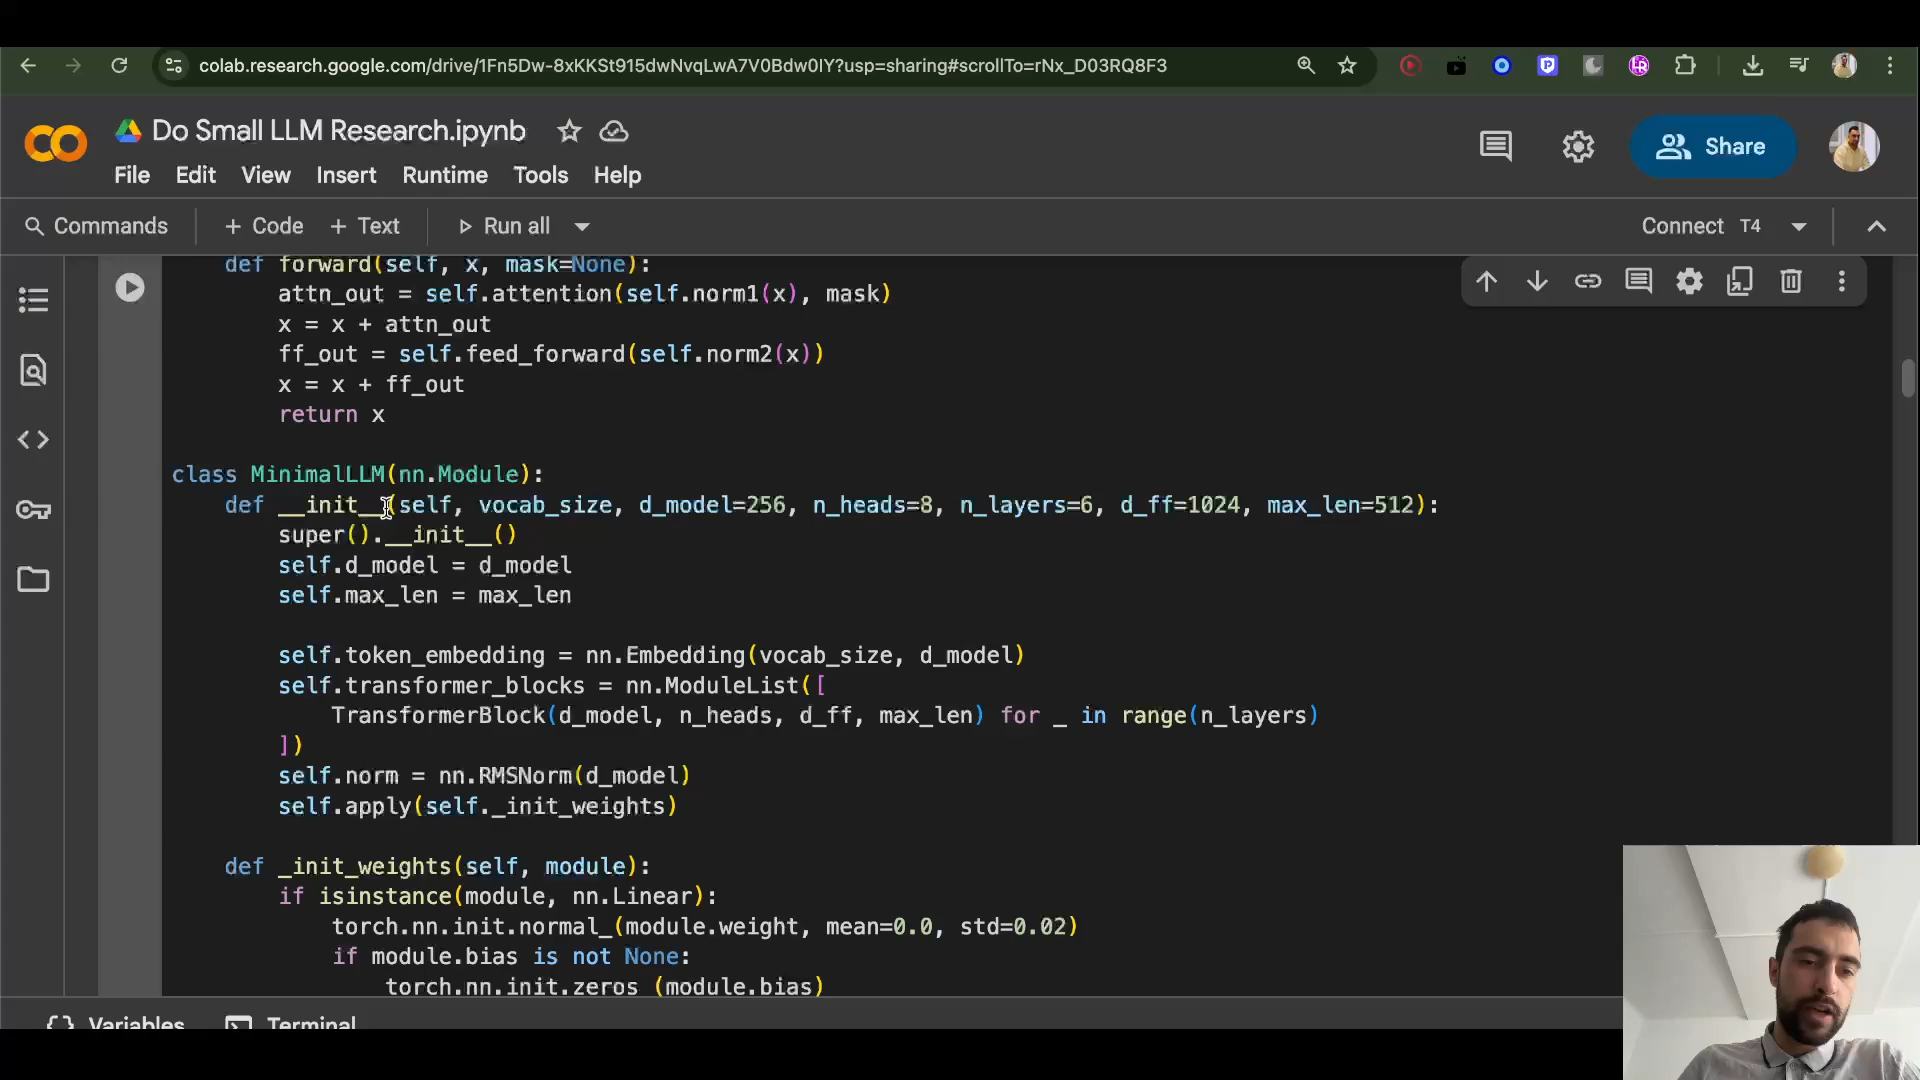 colab.research.google.com/drive/1Fn5Dw-8xKKSt915dwNvqLwA7V0Bdw0lY?usp=sharing#scrollTo=rNx_D03RQ8F3
CO
Do Small LLM Research.ipynb
Share
File Edit View Insert Runtime Tools Help
Commands + Code + Text Run all Connect T4
def forward(self, x, mask=None):
attn_out = self.attention(self.norm1(x), mask)
x = x + attn_out
ff_out = self.feed_forward(self.norm2(x))
x = x + ff_out
return x
class MinimalLLM(nn.Module):
def __init__(self, vocab_size, d_model=256, n_heads=8, n_layers=6, d_ff=1024, max_len=512):
super().__init__()
self.d_model = d_model
self.max_len = max_len
self.token_embedding = nn.Embedding(vocab_size, d_model)
self.transformer_blocks = nn.ModuleList([
TransformerBlock(d_model, n_heads, d_ff, max_len) for _ in range(n_layers)
])
self.norm = nn.RMSNorm(d_model)
self.apply(self._init_weights)
def _init_weights(self, module):
if isinstance(module, nn.Linear):
torch.nn.init.normal_(module.weight, mean=0.0, std=0.02)
if module.bias is not None:
torch.nn.init.zeros (module.bias)
Variables Terminal